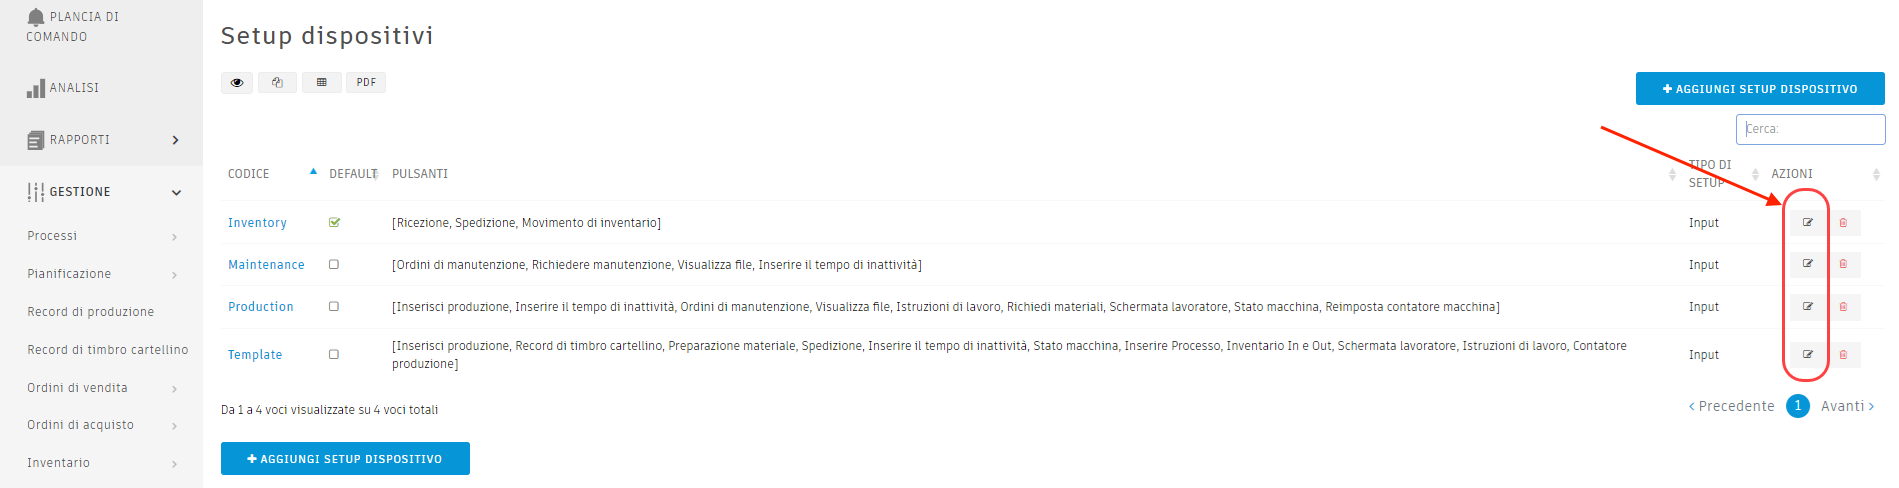 PLANCIA DI
COMANDO
ANALISI
RAPPORTI
GESTIONE
Processi
Pianificazione
Record di produzione
Record di timbro cartellino
Ordini di vendita
Ordini di acquisto
Inventario
Setup dispositivi
PDF
AGGIUNGI SETUP DISPOSITIVO
Cerca:
CODICE DEFAULT PULSANTI TIPO DI SETUP AZIONI
Inventory [Ricezione, Spedizione, Movimento di inventario] Input
Maintenance [Ordini di manutenzione, Richiedere manutenzione, Visualizza file, Inserire il tempo di inattività] Input
Production [Inserisci produzione, Inserire il tempo di inattività, Ordini di manutenzione, Visualizza file, Istruzioni di lavoro, Richiedi materiali, Schermata lavoratore, Stato macchina, Reimposta contatore macchina] Input
Template [Inserisci produzione, Record di timbro cartellino, Preparazione materiale, Spedizione, Inserire il tempo di inattività, Stato macchina, Inserire Processo, Inventario In e Out, Schermata lavoratore, Istruzioni di lavoro, Contatore
produzione] Input
Da 1 a 4 voci visualizzate su 4 voci totali
Precedente 1 Avanti
AGGIUNGI SETUP DISPOSITIVO